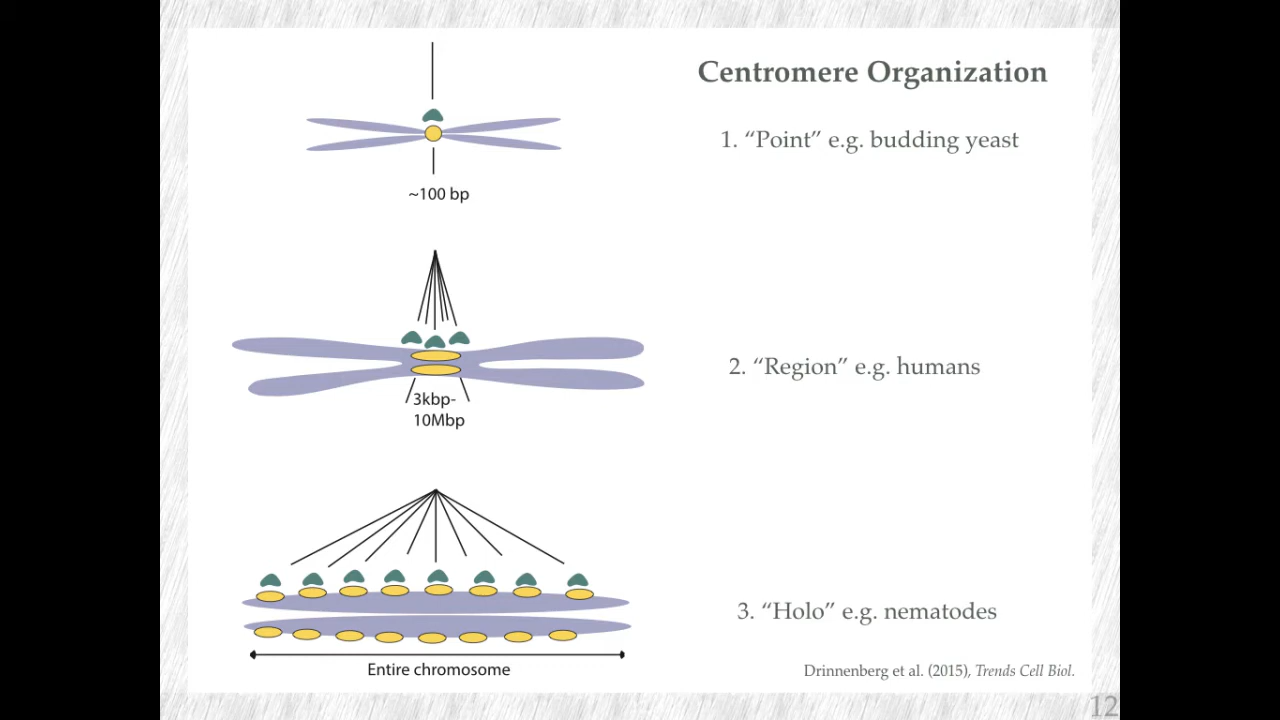 Centromere Organization
1. “Point” e.g. budding yeast
~100 bp
2. “Region” e.g. humans
3kbp-
10Mbp
3. “Holo” e.g. nematodes
Entire chromosome
Drinnenberg et al. (2015), Trends Cell Biol.
12